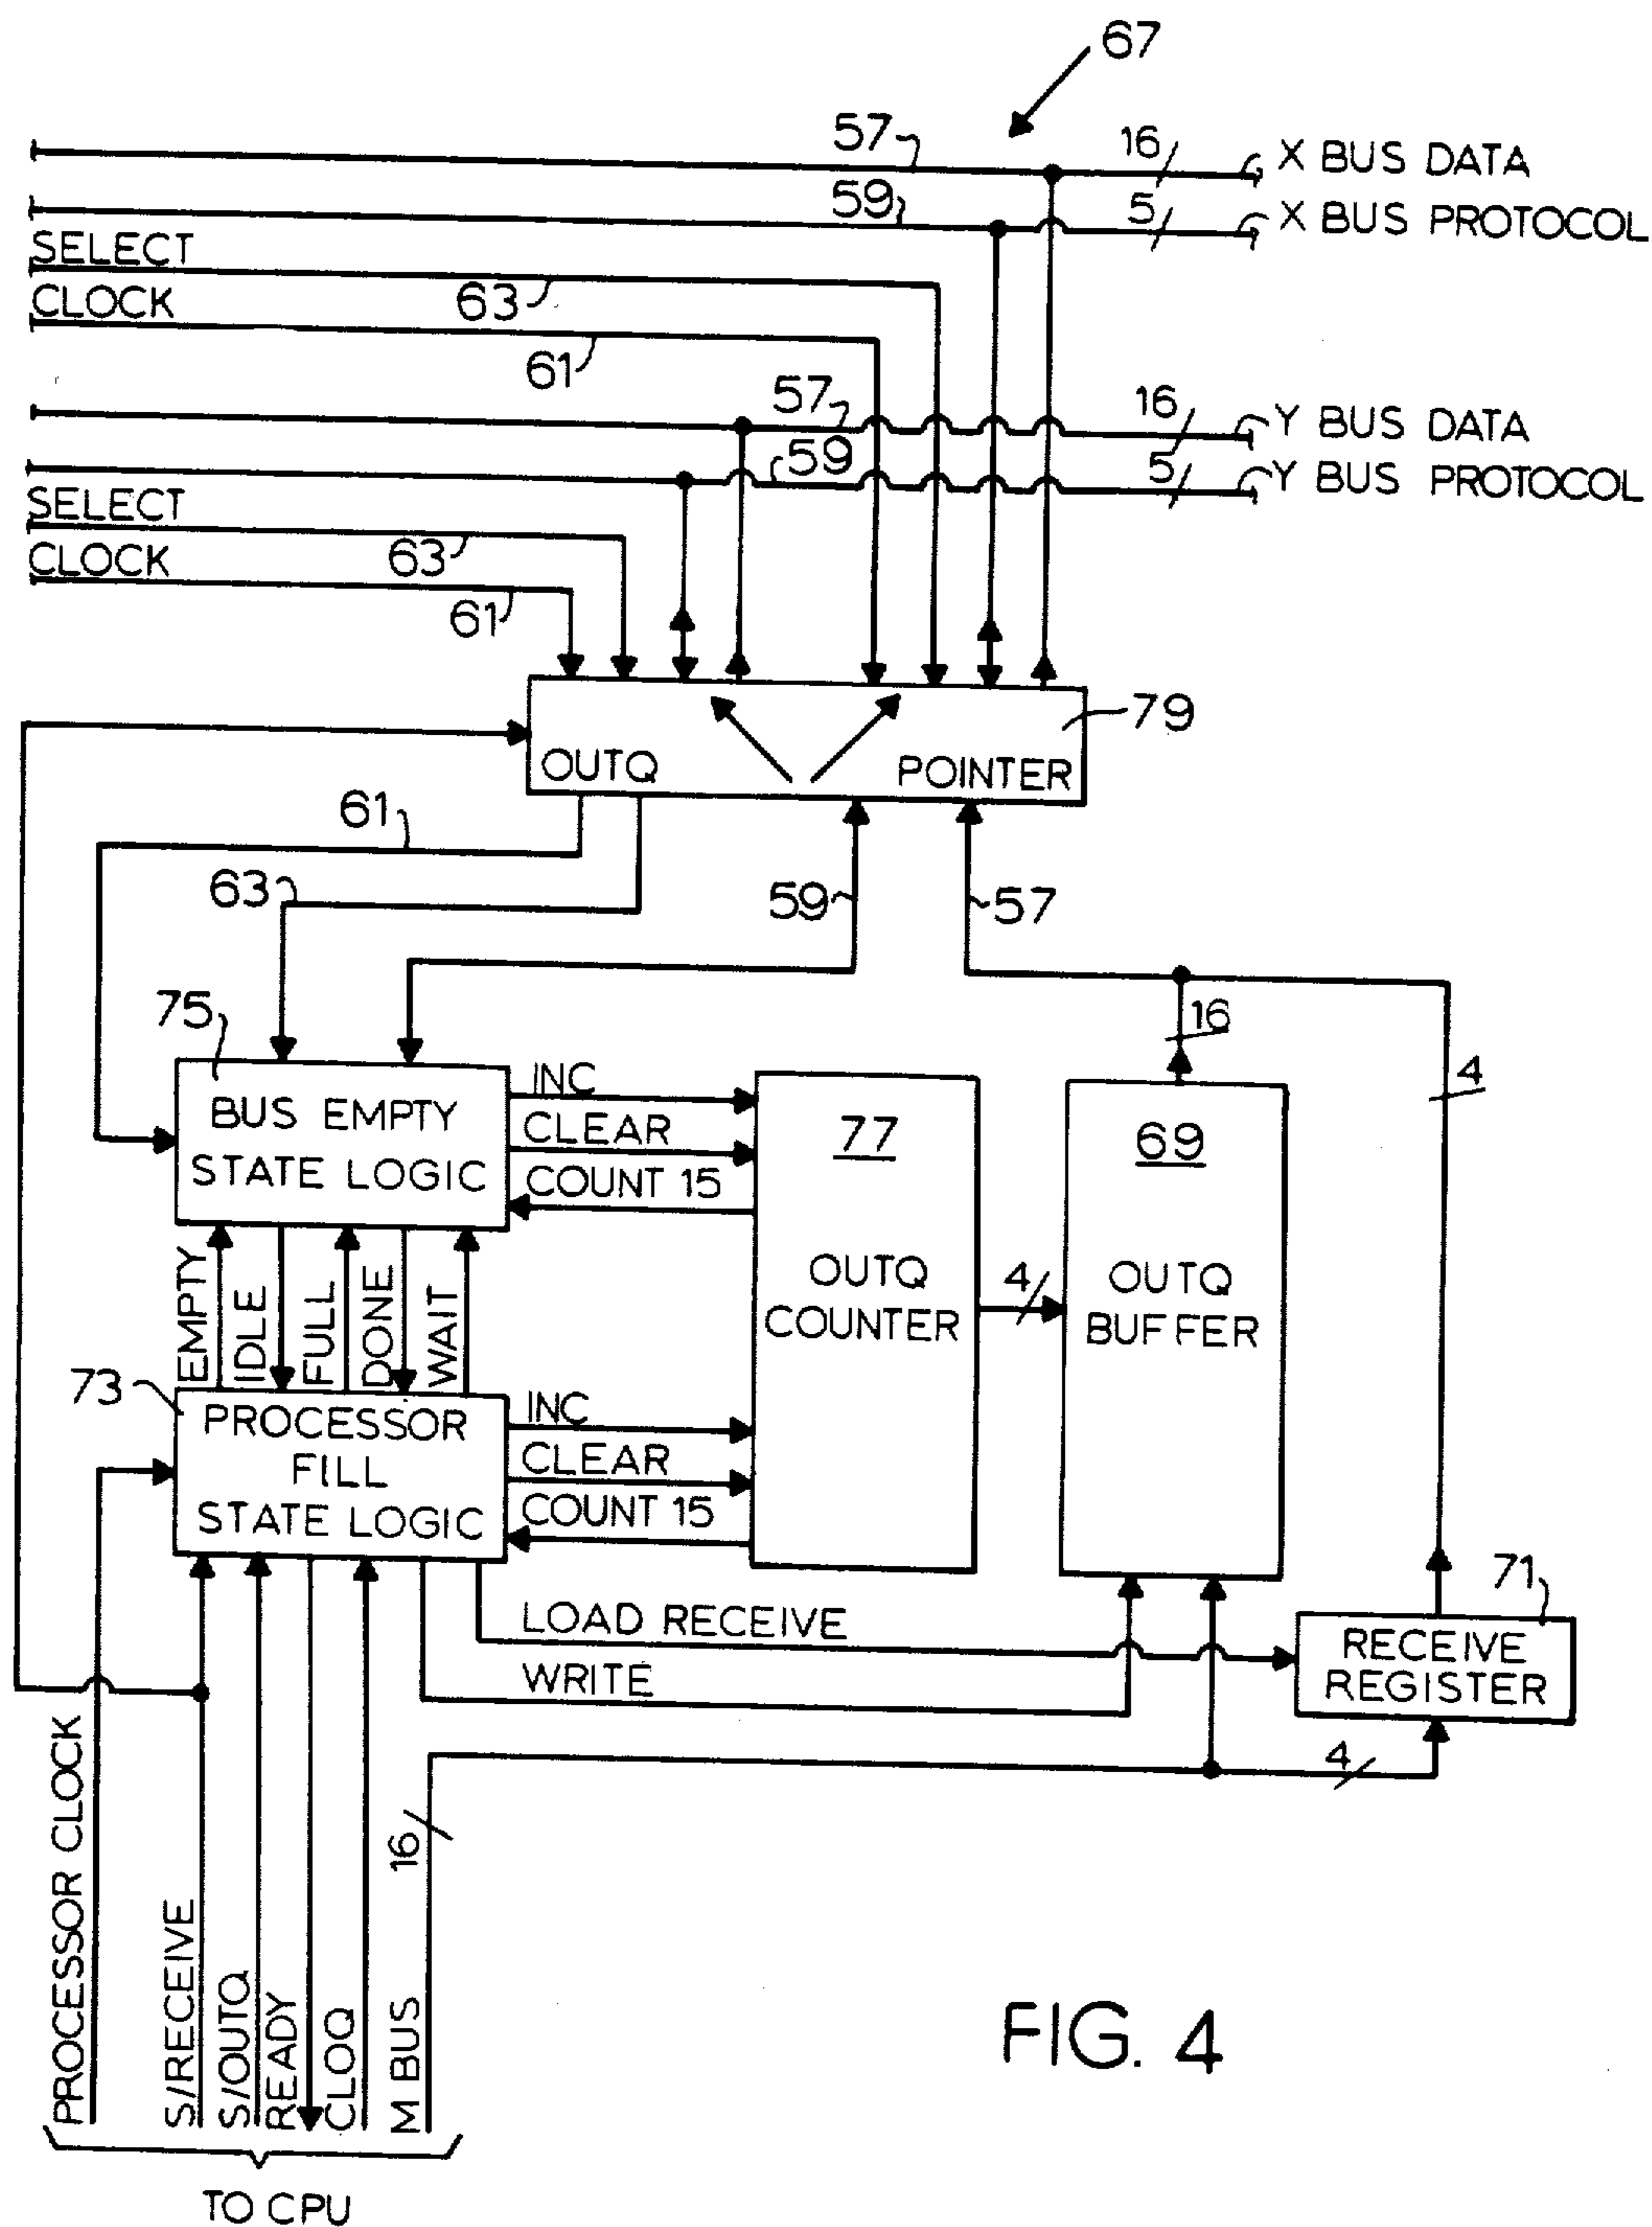 67
57
16
X BUS DATA
59
5
X BUS PROTOCOL
SELECT
63
CLOCK
61
57
16
Y BUS DATA
59
5
Y BUS PROTOCOL
SELECT
63
CLOCK
61
79
OUTQ
POINTER
61
63
59
57
16
4
75
BUS EMPTY
STATE LOGIC
INC
CLEAR
COUNT 15
77
OUTQ
COUNTER
4
69
OUTQ
BUFFER
EMPTY
IDLE
FULL
DONE
WAIT
73
PROCESSOR
FILL
STATE LOGIC
INC
CLEAR
COUNT 15
71
RECEIVE
REGISTER
LOAD RECEIVE
WRITE
4
PROCESSOR CLOCK
S/RECEIVE
S/OUTQ
READY
CLOQ
M BUS
16
TO CPU
FIG. 4